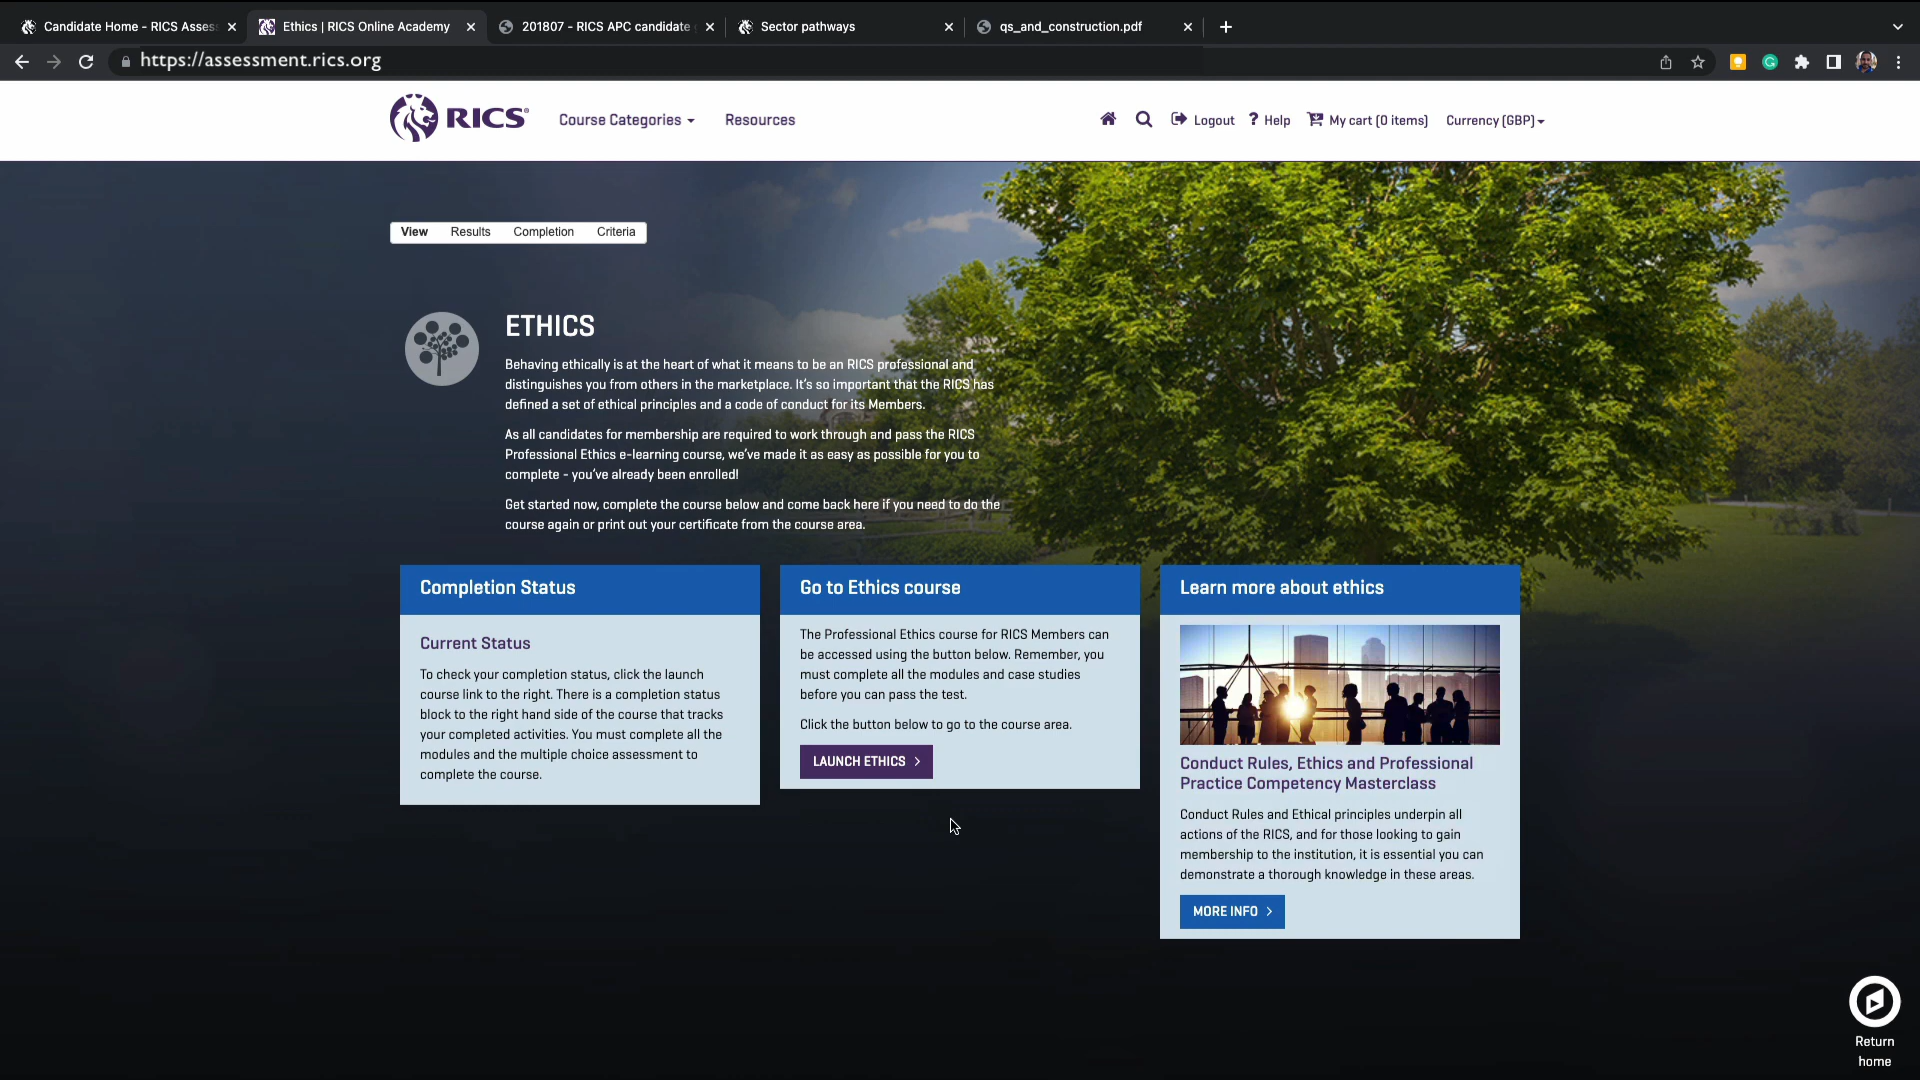 Candidate Home - RICS Assess
Ethics | RICS Online Academy
201807 - RICS APC candidate
Sector pathways
qs_and_construction.pdf
https://assessment.rics.org
RICS
Course Categories
Resources
Logout
? Help
My cart (0 items)
Currency (GBP)
View
Results
Completion
Criteria
ETHICS
Behaving ethically is at the heart of what it means to be an RICS professional and
distinguishes you from others in the marketplace. It's so important that the RICS has
defined a set of ethical principles and a code of conduct for its Members.
As all candidates for membership are required to work through and pass the RICS
Professional Ethics e-learning course, we've made it as easy as possible for you to
complete - you've already been enrolled!
Get started now, complete the course below and come back here if you need to do the
course again or print out your certificate from the course area.
Completion Status
Current Status
To check your completion status, click the launch
course link to the right. There is a completion status
block to the right hand side of the course that tracks
your completed activities. You must complete all the
modules and the multiple choice assessment to
complete the course.
Go to Ethics course
The Professional Ethics course for RICS Members can
be accessed using the button below. Remember, you
must complete all the modules and case studies
before you can pass the test.
Click the button below to go to the course area.
LAUNCH ETHICS >
Learn more about ethics
Conduct Rules, Ethics and Professional
Practice Competency Masterclass
Conduct Rules and Ethical principles underpin all
actions of the RICS, and for those looking to gain
membership to the institution, it is essential you can
demonstrate a thorough knowledge in these areas.
MORE INFO >
Return
home